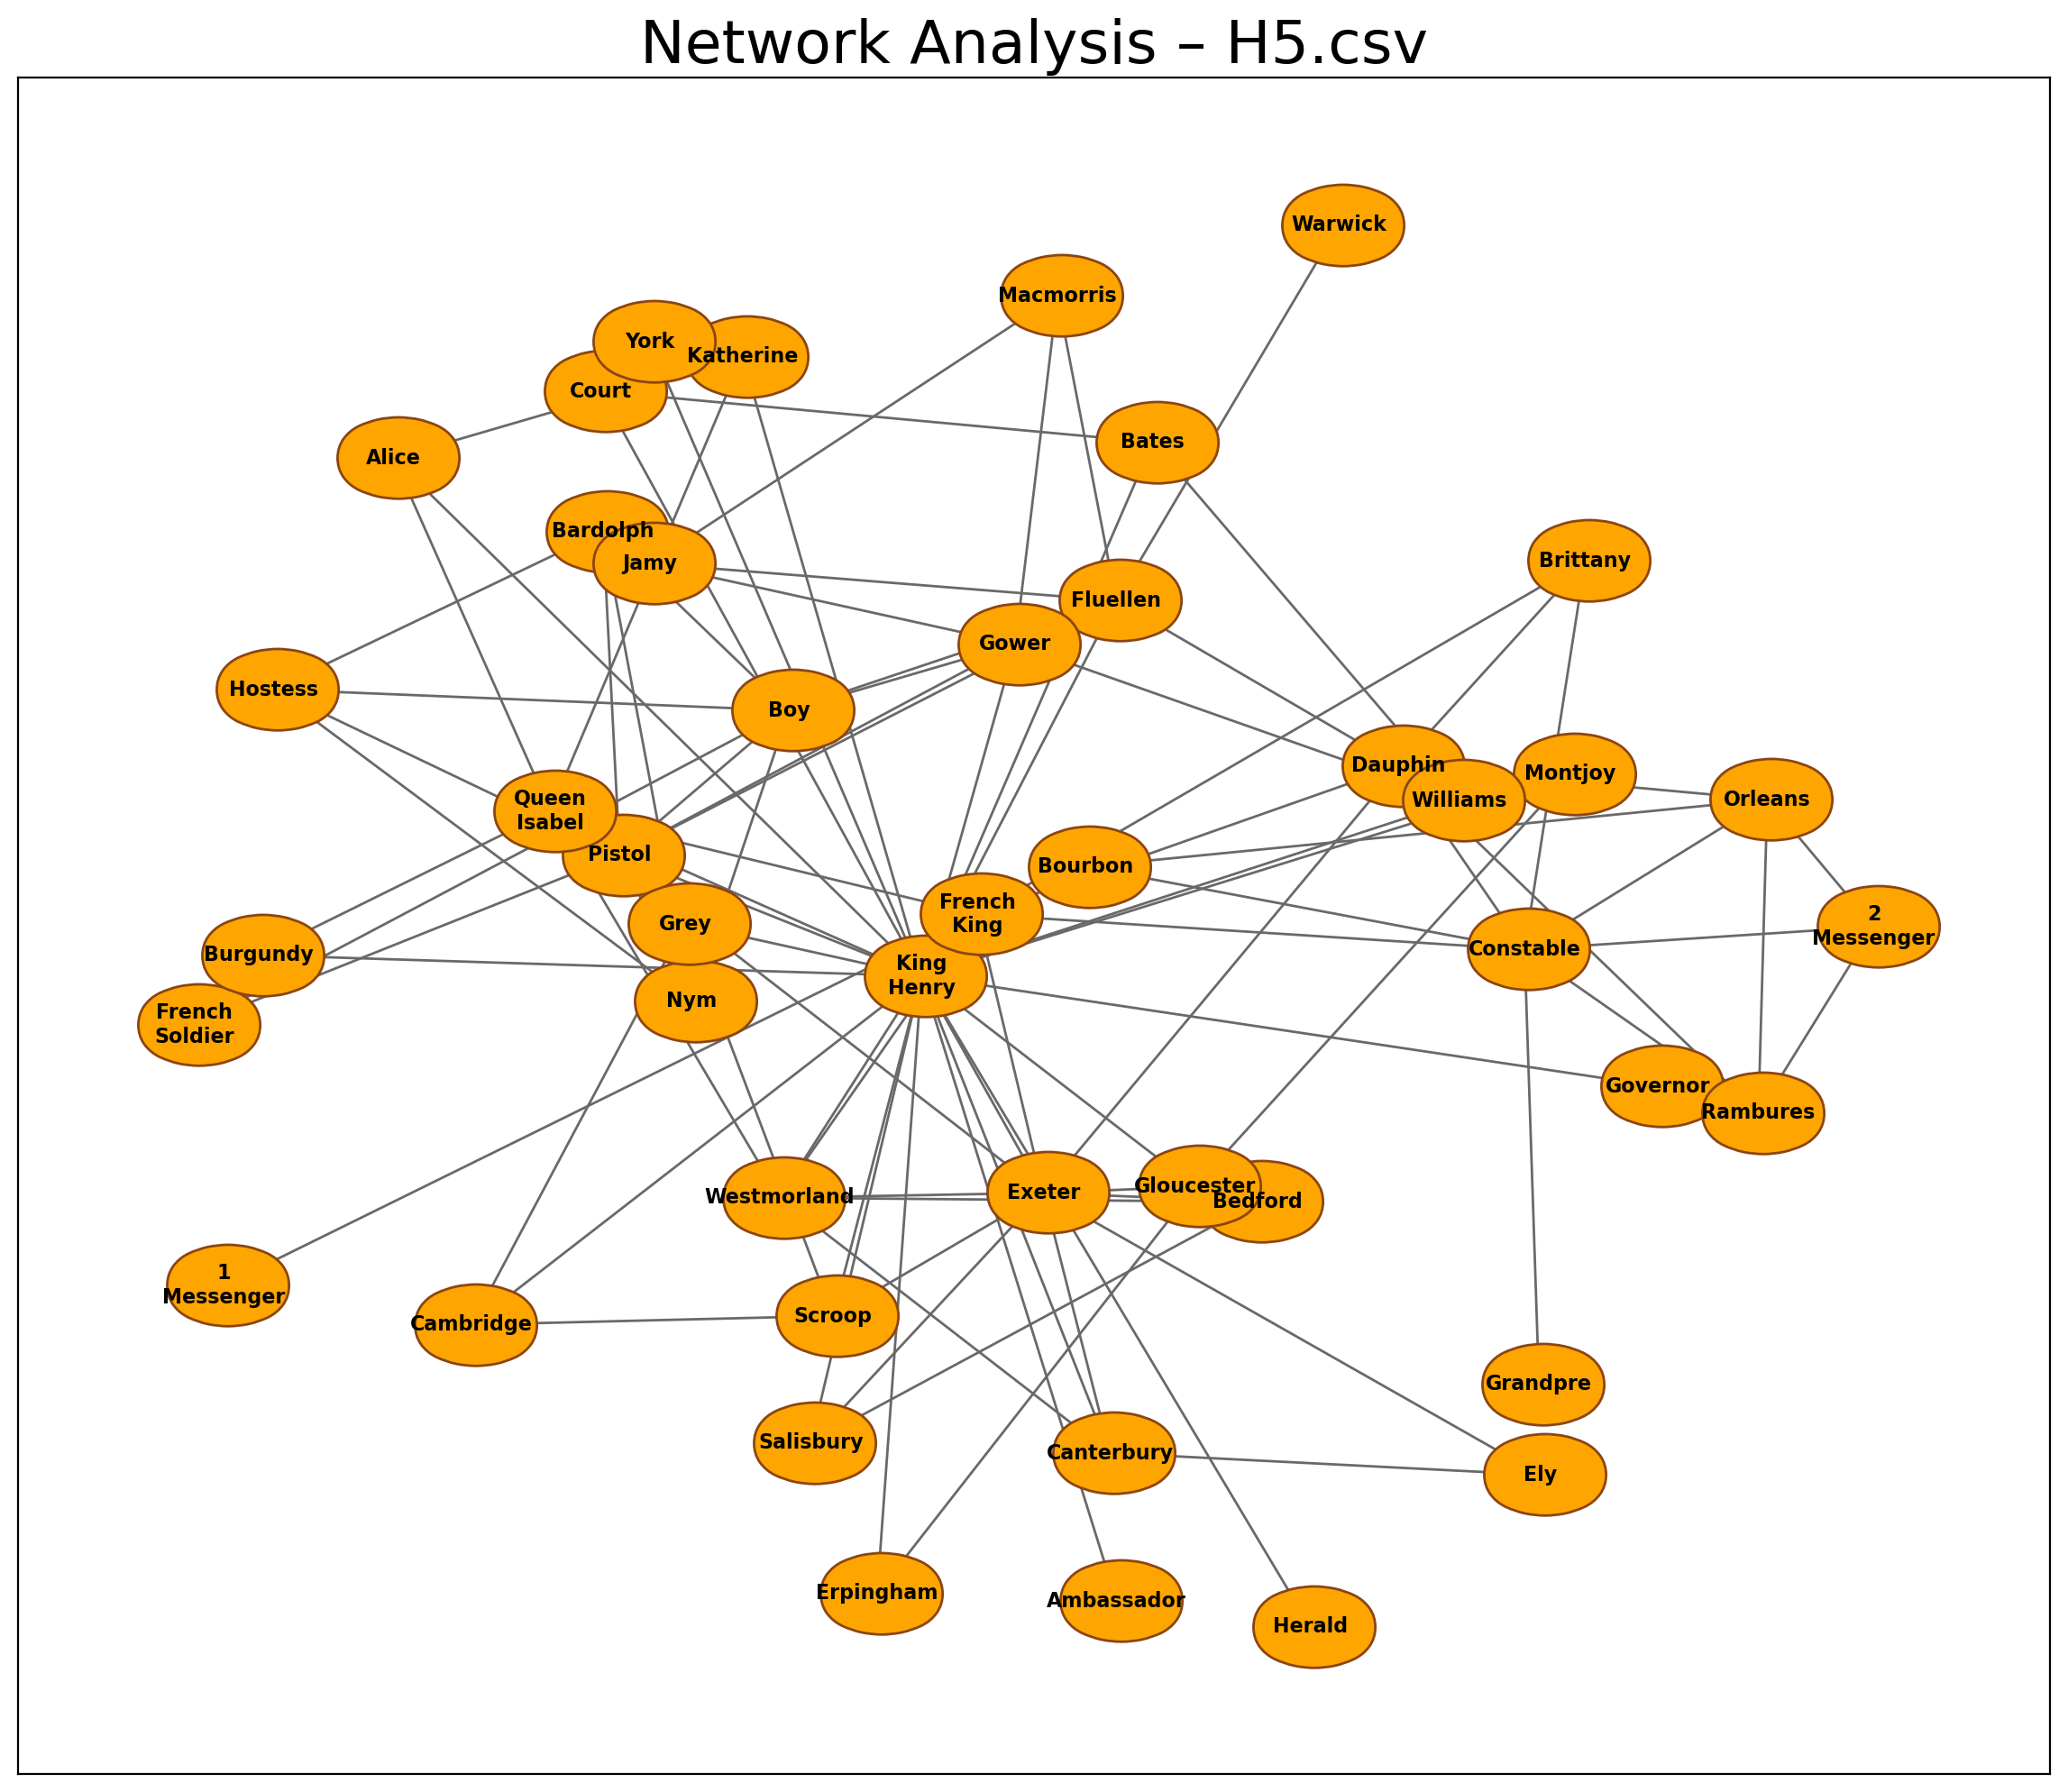 Network Analysis – H5.csv
Warwick
Macmorris
York
Katherine
Court
Bates
Alice
Bardolph
Jamy
Brittany
Fluellen
Gower
Hostess
Boy
Dauphin
Montjoy
Williams
Orleans
Queen
Isabel
Pistol
Bourbon
French
King
Grey
2
Messenger
Constable
Burgundy
King
Henry
Nym
French
Soldier
Governor
Rambures
Westmorland
Exeter
Gloucester
Bedford
1
Messenger
Cambridge
Scroop
Grandpre
Salisbury
Canterbury
Ely
Erpingham
Ambassador
Herald